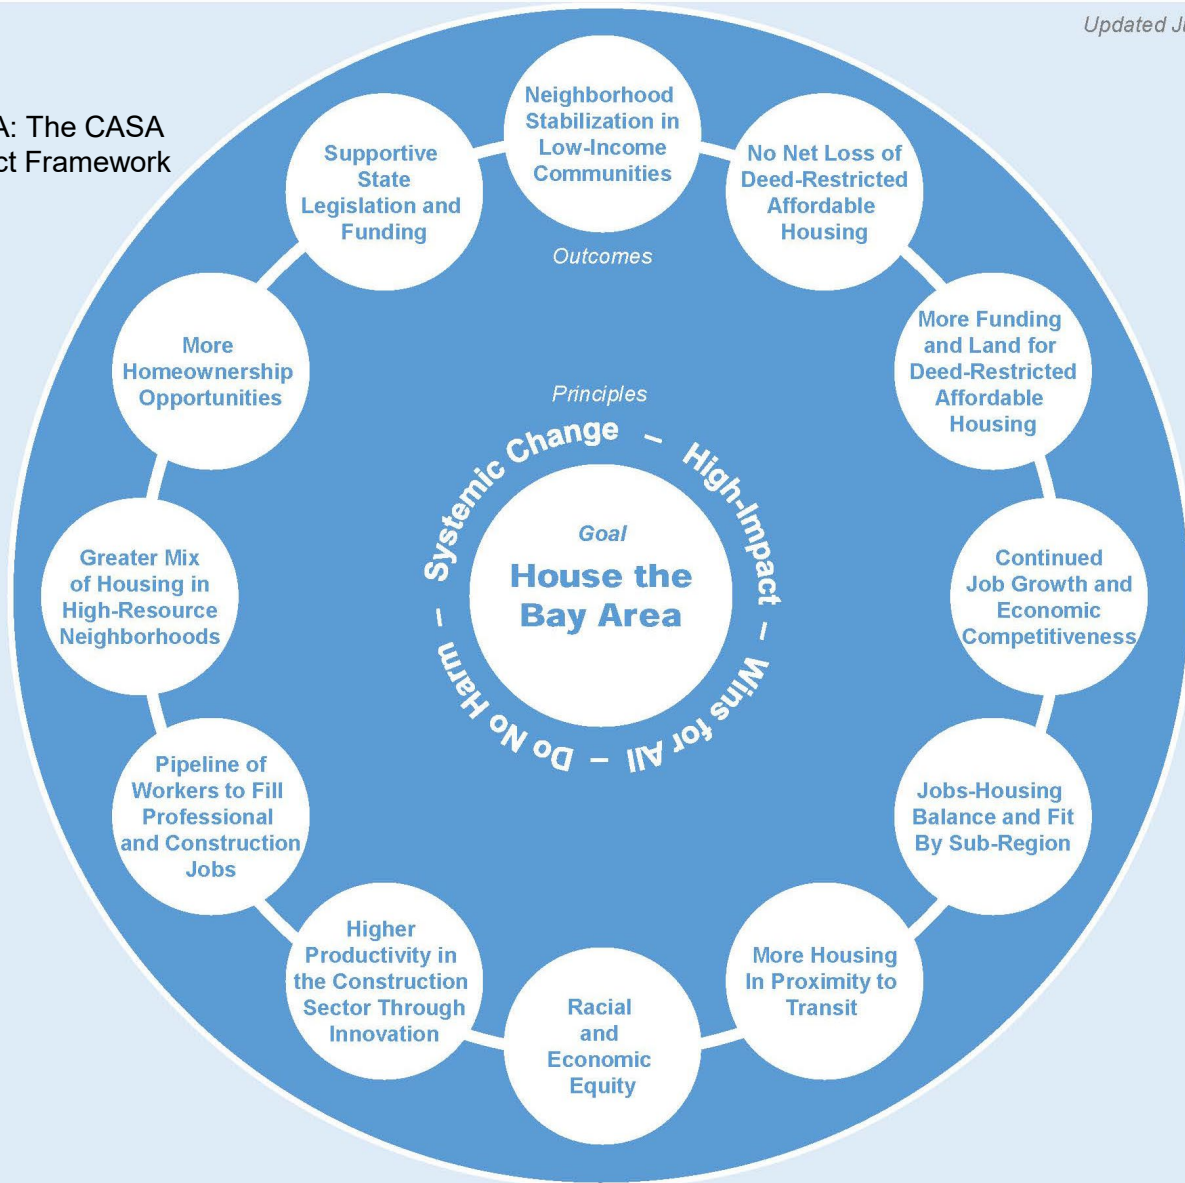 Updated
A: The CASA
ct Framework
Neighborhood
Stabilization in
Low-Income
Communities
No Net Loss of
Deed-Restricted
Affordable
Housing
More Funding
and Land for
Deed-Restricted
Affordable
Housing
Continued
Job Growth and
Economic
Competitiveness
Jobs-Housing
Balance and Fit
By Sub-Region
More Housing
In Proximity to
Transit
Racial
and
Economic
Equity
Higher
Productivity in
the Construction
Sector Through
Innovation
Pipeline of
Workers to Fill
Professional
and Construction
Jobs
Greater Mix
of Housing in
High-Resource
Neighborhoods
More
Homeownership
Opportunities
Supportive
State
Legislation and
Funding
Outcomes
Principles
Systemic Change – High-Impact – Wins for All – Do No Harm –
Goal
House the
Bay Area